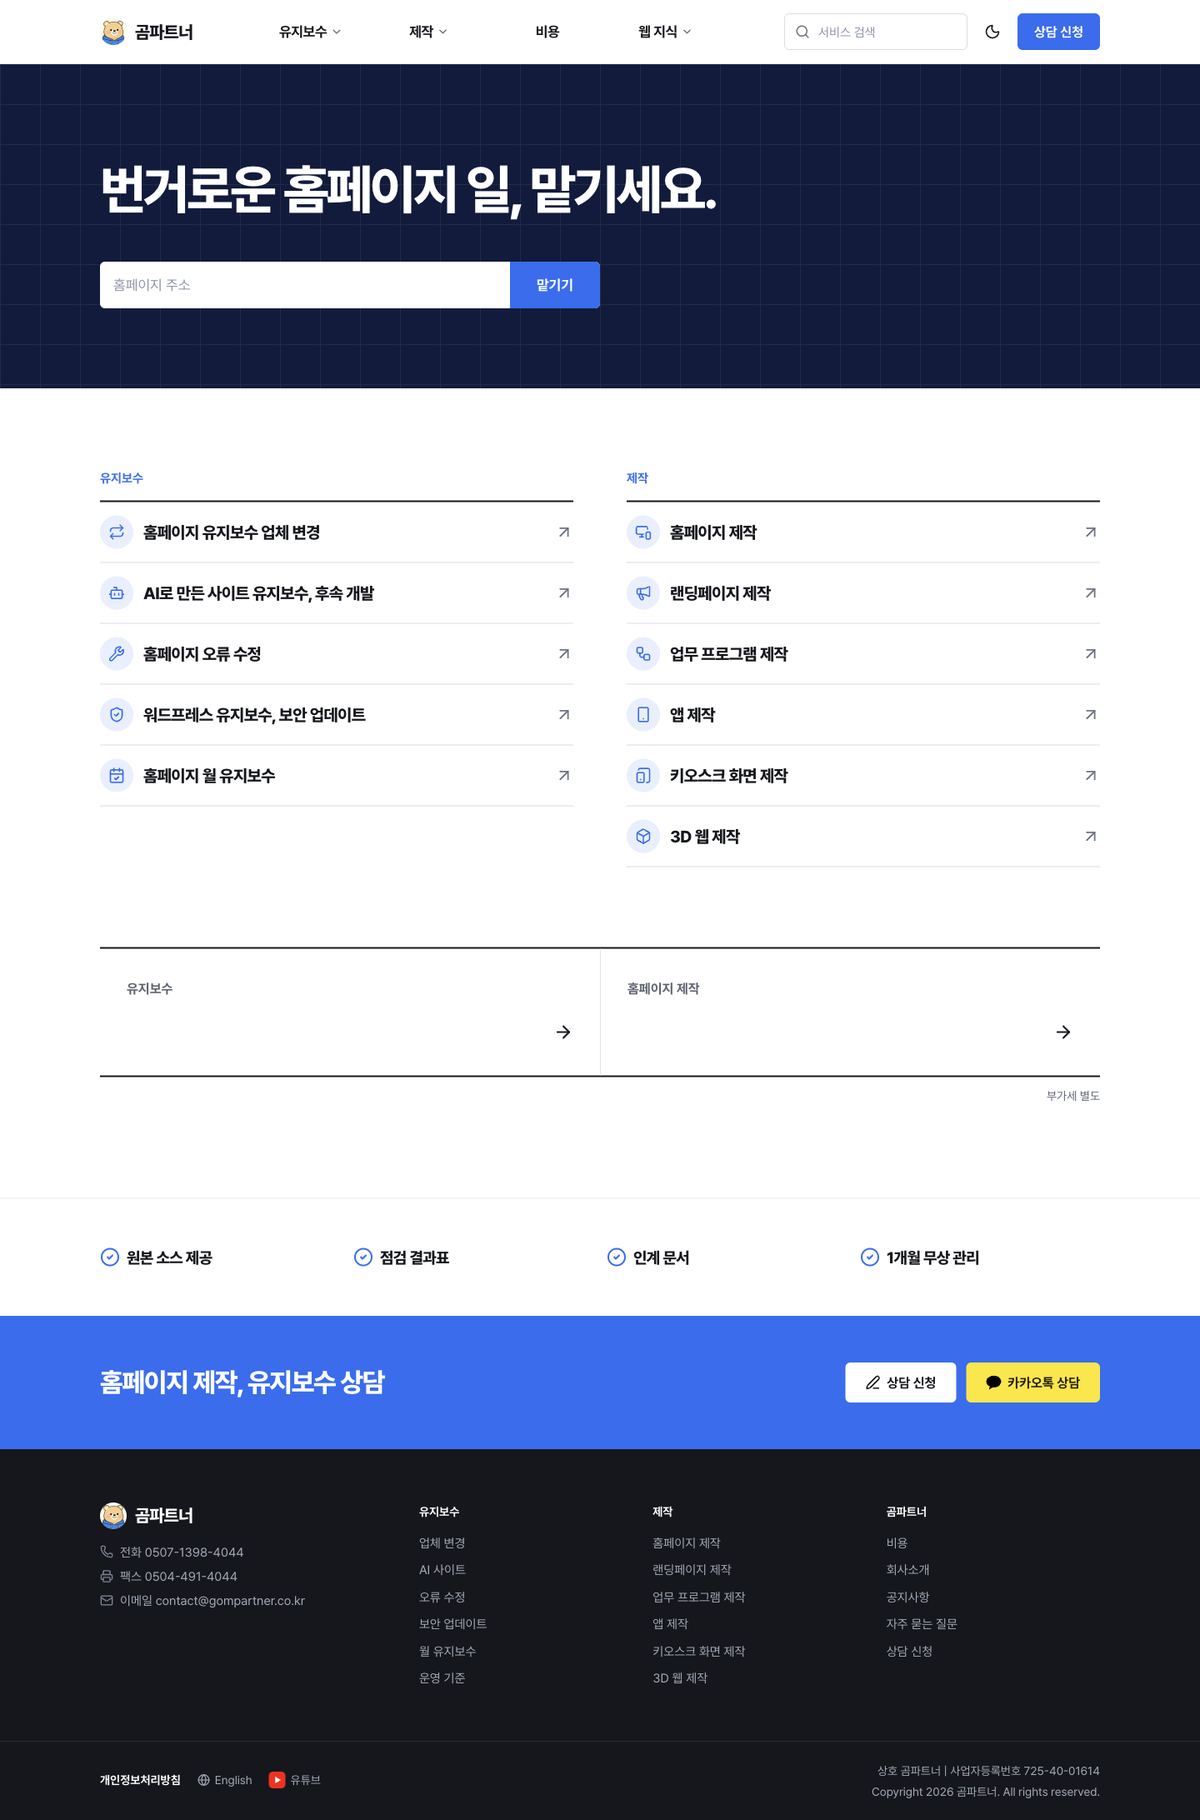 곰파트너
유지보수
제작
비용
웹 지식
서비스 검색
상담 신청
번거로운 홈페이지 일, 맡기세요.
홈페이지 주소
맡기기
유지보수
홈페이지 유지보수 업체 변경
AI로 만든 사이트 유지보수, 후속 개발
홈페이지 오류 수정
워드프레스 유지보수, 보안 업데이트
홈페이지 월 유지보수
제작
홈페이지 제작
랜딩페이지 제작
업무 프로그램 제작
앱 제작
키오스크 화면 제작
3D 웹 제작
유지보수
홈페이지 제작
부가세 별도
원본 소스 제공
점검 결과표
인계 문서
1개월 무상 관리
홈페이지 제작, 유지보수 상담
상담 신청
카카오톡 상담
곰파트너
전화 0507-1398-4044
팩스 0504-491-4044
이메일 contact@gompartner.co.kr
유지보수
업체 변경
AI 사이트
오류 수정
보안 업데이트
월 유지보수
운영 기준
제작
홈페이지 제작
랜딩페이지 제작
업무 프로그램 제작
앱 제작
키오스크 화면 제작
3D 웹 제작
곰파트너
비용
회사소개
공지사항
자주 묻는 질문
상담 신청
개인정보처리방침
English
유튜브
상호 곰파트너 | 사업자등록번호 725-40-01614
Copyright 2026 곰파트너. All rights reserved.